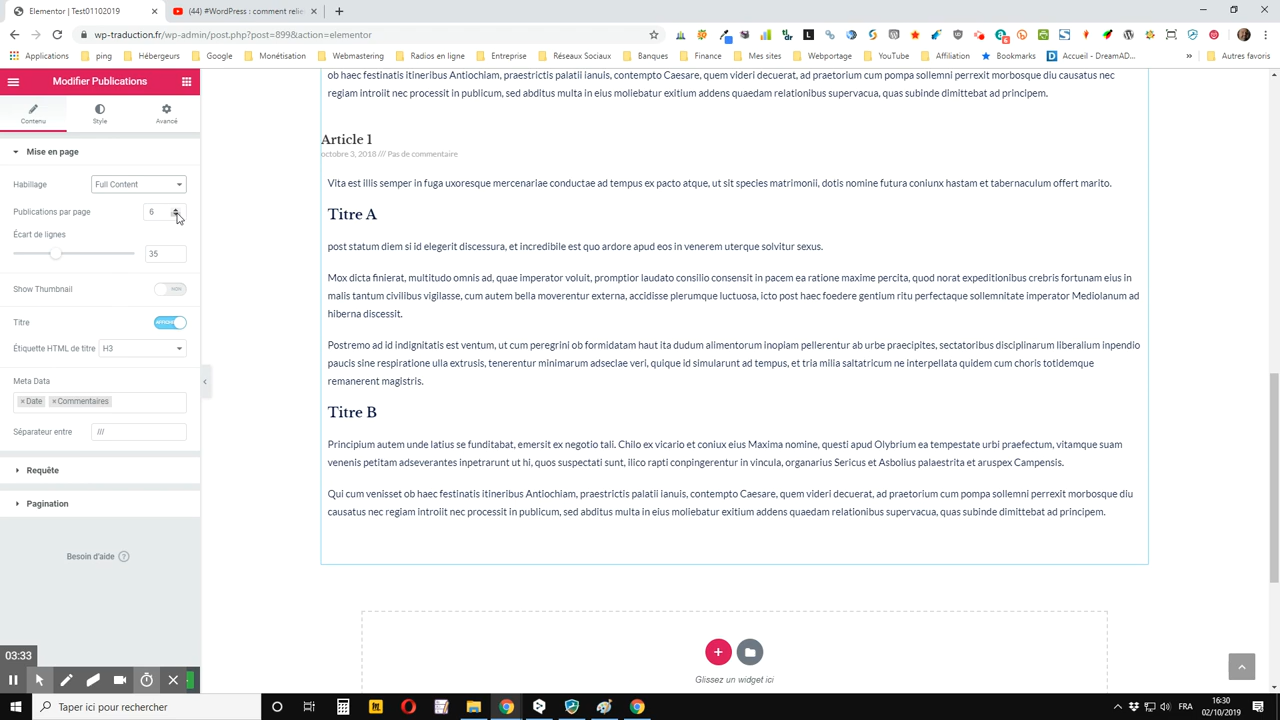 Elementor | Test01102019
(44) #WordPress : comment relie
wp-traduction.fr/wp-admin/post.php?post=899&action=elementor
Applications ping Hébergeurs Google Monétisatio Webmastering Radios en ligne Entreprise Réseaux Sociaux Banques Finance Mes sites Webportage YouTube Affiliation Bookmarks Accueil - DreamAD... » Autres favoris
Modifier Publications
Contenu Style Avancé
Mise en page
Habillage Full Content
Publications par page 6
Écart de lignes
35
Show Thumbnail NON
Titre
Étiquette HTML de titre H3
Meta Data
× Date × Commentaires
Séparateur entre ///
Requête
Pagination
Besoin d'aide ?
03:33
ob haec festinatis itineribus Antiochiam, praestrictis palatii ianuis, contempto Caesare, quem videri decuerat, ad praetorium cum pompa sollemni perrexit morbosque diu causatus nec
regiam introiit nec processit in publicum, sed abditus multa in eius moliebatur exitium addens quaedam relationibus supervacua, quas subinde dimittebat ad principem.
Article 1
octobre 3, 2018 /// Pas de commentaire
Vita est illis semper in fuga uxoresque mercenariae conductae ad tempus ex pacto atque, ut sit species matrimonii, dotis nomine futura coniunx hastam et tabernaculum offert marito.
Titre A
post statum diem si id elegerit discessura, et incredibile est quo ardore apud eos in venerem uterque solvitur sexus.
Mox dicta finierat, multitudo omnis ad, quae imperator voluit, promptior laudato consilio consensit in pacem ea ratione maxime percita, quod norat expeditionibus crebris fortunam eius in
malis tantum civilibus vigilasse, cum autem bella moverentur externa, accidisse plerumque luctuosa, icto post haec foedere gentium ritu perfectaque sollemnitate imperator Mediolanum ad
hiberna discessit.
Postremo ad id indignitatis est ventum, ut cum peregrini ob formidatam haut ita dudum alimentorum inopiam pellerentur ab urbe praecipites, sectatoribus disciplinarum liberalium inpendio
paucis sine respiratione ulla extrusis, tenerentur minimarum adseclae veri, quique id simularunt ad tempus, et tria milia saltatricum ne interpellata quidem cum choris totidemque
remanerent magistris.
Titre B
Principium autem unde latius se funditabat, emersit ex negotio tali. Chilo ex vicario et coniux eius Maxima nomine, questi apud Olybrium ea tempestate urbi praefectum, vitamque suam
venenis petitam adseverantes inpetrarunt ut hi, quos suspectati sunt, ilico rapti conpingerentur in vincula, organarius Sericus et Asbolius palaestrita et aruspex Campensis.
Qui cum venisset ob haec festinatis itineribus Antiochiam, praestrictis palatii ianuis, contempto Caesare, quem videri decuerat, ad praetorium cum pompa sollemni perrexit morbosque diu
causatus nec regiam introiit nec processit in publicum, sed abditus multa in eius moliebatur exitium addens quaedam relationibus supervacua, quas subinde dimittebat ad principem.
Glissez un widget ici
Taper ici pour rechercher
FRA
16:30
02/10/2019